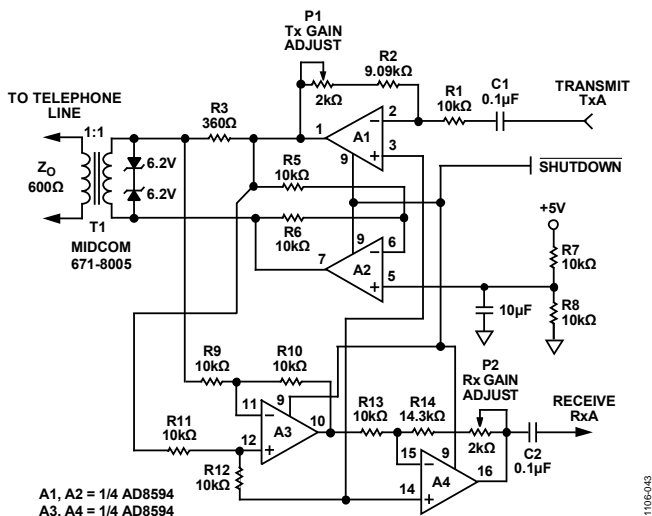 P1
Tx GAIN
ADJUST
R2
9.09kΩ
2kΩ
R1
10kΩ
C1
0.1µF
TRANSMIT
TxA
TO TELEPHONE
LINE
1:1
R3
360Ω
1
A1
2
3
9
SHUTDOWN
ZO
600Ω
6.2V
6.2V
T1
MIDCOM
671-8005
R5
10kΩ
R6
10kΩ
9
7
A2
6
5
+5V
R7
10kΩ
R8
10kΩ
10µF
R9
10kΩ
R10
10kΩ
11
9
10
A3
12
R11
10kΩ
R12
10kΩ
R13
10kΩ
R14
14.3kΩ
P2
Rx GAIN
ADJUST
2kΩ
RECEIVE
RxA
C2
0.1µF
15
9
16
A4
14
A1, A2 = 1/4 AD8594
A3, A4 = 1/4 AD8594
1106-043